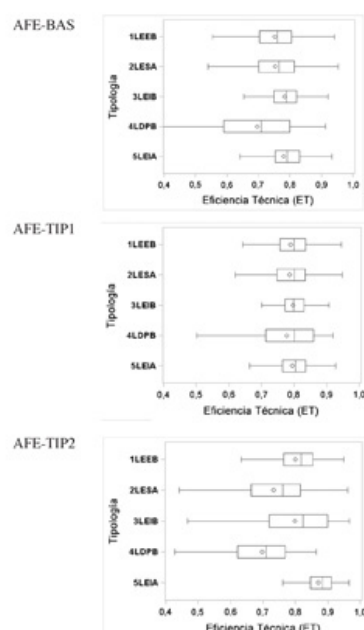 AFE-BAS
Tipología
1LEEB
2LESA
3LEIB
4LDPB
5LEIA
0,4 0,5 0,6 0,7 0,8 0,9 1,0
Eficiencia Técnica (ET)
AFE-TIP1
Tipología
1LEEB
2LESA
3LEIB
4LDPB
5LEIA
0,4 0,5 0,6 0,7 0,8 0,9 1,0
Eficiencia Técnica (ET)
AFE-TIP2
Tipología
1LEEB
2LESA
3LEIB
4LDPB
5LEIA
0,4 0,5 0,6 0,7 0,8 0,9 1,0
Eficiencia Técnica (ET)